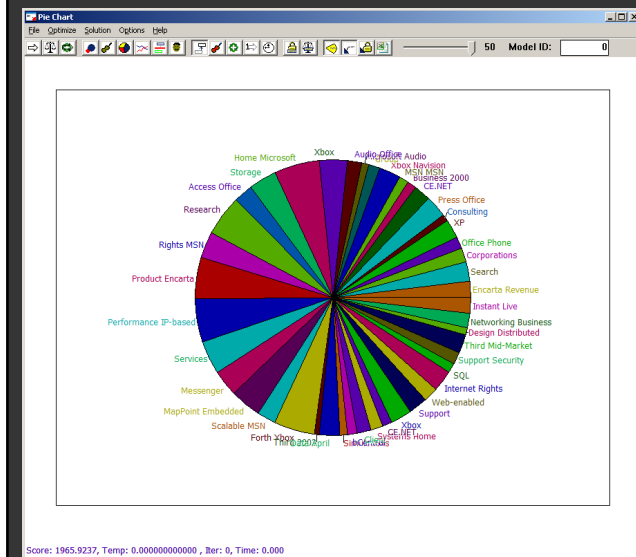 Pie Chart
File Optimize Solution Options Help
50 Model ID: 0
Xbox
Audio Office
Audio
Xbox Navision
MSN MSN
Business 2000
CE.NET
Press Office
Consulting
XP
Office Phone
Corporations
Search
Encarta Revenue
Instant Live
Networking Business
Design Distributed
Third Mid-Market
Support Security
SQL
Internet Rights
Web-enabled
Support
Xbox
CE.NET
Systems Home
Third 2007
Forth Xbox
Scalable MSN
MapPoint Embedded
Messenger
Services
Performance IP-based
Product Encarta
Rights MSN
Research
Access Office
Storage
Home Microsoft
Score: 1965.9237, Temp: 0.000000000000 , Iter: 0, Time: 0.000